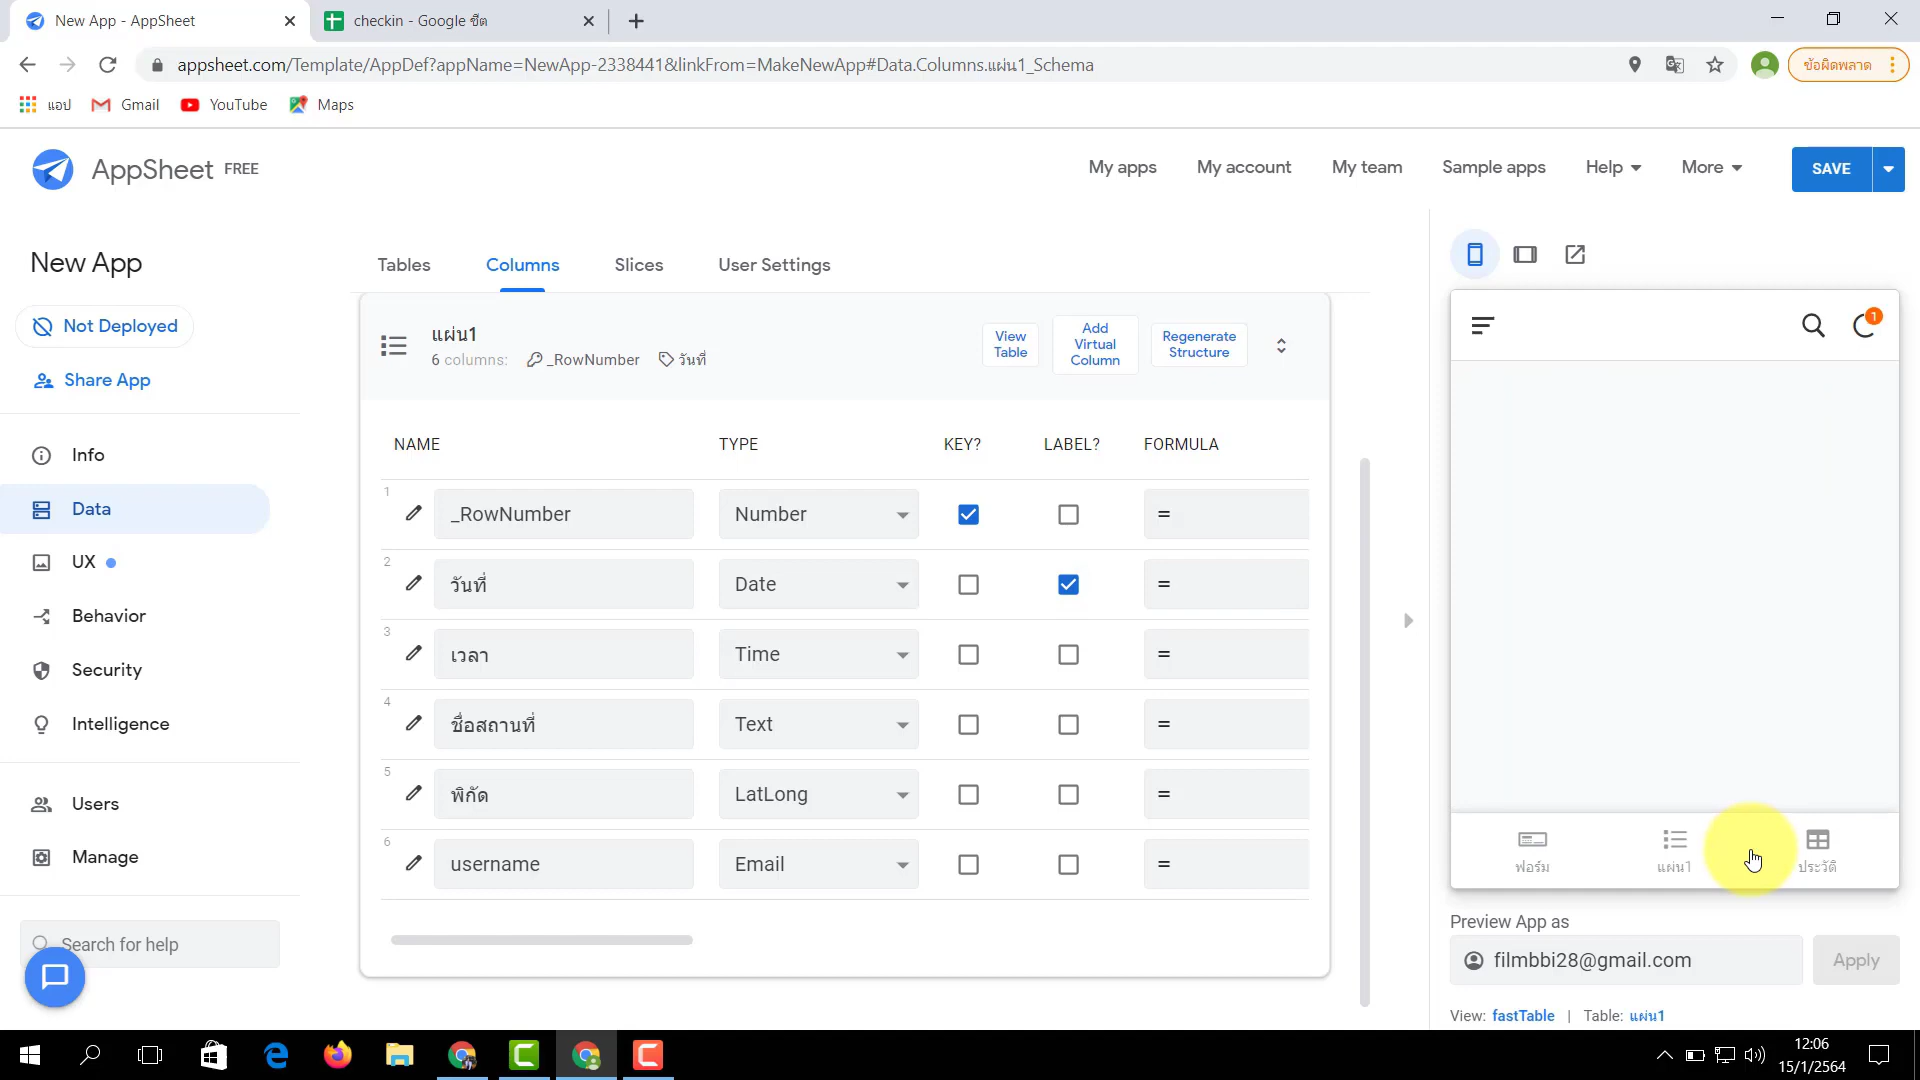 New App - AppSheet
checkin - Google ชีต
appsheet.com/Template/AppDef?appName=NewApp-2338441&linkFrom=MakeNewApp#Data.Columns.แผ่น1_Schema
ข้อผิดพลาด
แอป
Gmail
YouTube
Maps
AppSheet FREE
My apps
My account
My team
Sample apps
Help
More
SAVE
New App
Not Deployed
Share App
Info
Data
UX
Behavior
Security
Intelligence
Users
Manage
Search for help
Tables
Columns
Slices
User Settings
แผ่น1
6 columns: _RowNumber วันที่
View Table
Add Virtual Column
Regenerate Structure
NAME TYPE KEY? LABEL? FORMULA
1 _RowNumber Number =
2 วันที่ Date =
3 เวลา Time =
4 ชื่อสถานที่ Text =
5 พิกัด LatLong =
6 username Email =
1
ฟอร์ม
แผ่น1
ประวัติ
Preview App as
filmbbi28@gmail.com
Apply
View: fastTable | Table: แผ่น1
12:06
15/1/2564